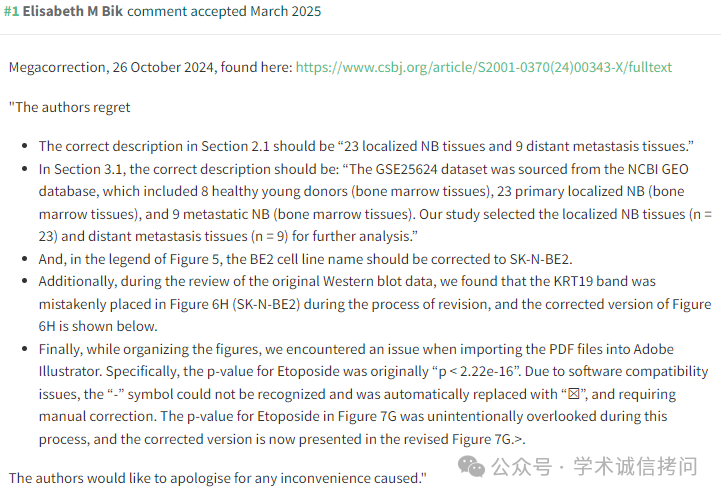 #1 Elisabeth M Bik comment accepted March 2025
Megacorrection, 26 October 2024, found here: https://www.csbj.org/article/S2001-0370(24)00343-X/fulltext
"The authors regret
• The correct description in Section 2.1 should be “23 localized NB tissues and 9 distant metastasis tissues.”
• In Section 3.1, the correct description should be: “The GSE25624 dataset was sourced from the NCBI GEO
database, which included 8 healthy young donors (bone marrow tissues), 23 primary localized NB (bone
marrow tissues), and 9 metastatic NB (bone marrow tissues). Our study selected the localized NB tissues (n =
23) and distant metastasis tissues (n = 9) for further analysis.”
• And, in the legend of Figure 5, the BE2 cell line name should be corrected to SK-N-BE2.
• Additionally, during the review of the original Western blot data, we found that the KRT19 band was
mistakenly placed in Figure 6H (SK-N-BE2) during the process of revision, and the corrected version of Figure
6H is shown below.
• Finally, while organizing the figures, we encountered an issue when importing the PDF files into Adobe
Illustrator. Specifically, the p-value for Etoposide was originally “p < 2.22e-16”. Due to software compatibility
issues, the “-” symbol could not be recognized and was automatically replaced with “☒”, and requiring
manual correction. The p-value for Etoposide in Figure 7G was unintentionally overlooked during this
process, and the corrected version is now presented in the revised Figure 7G.>.
The authors would like to apologise for any inconvenience caused."
公众号 · 学术诚信拷问